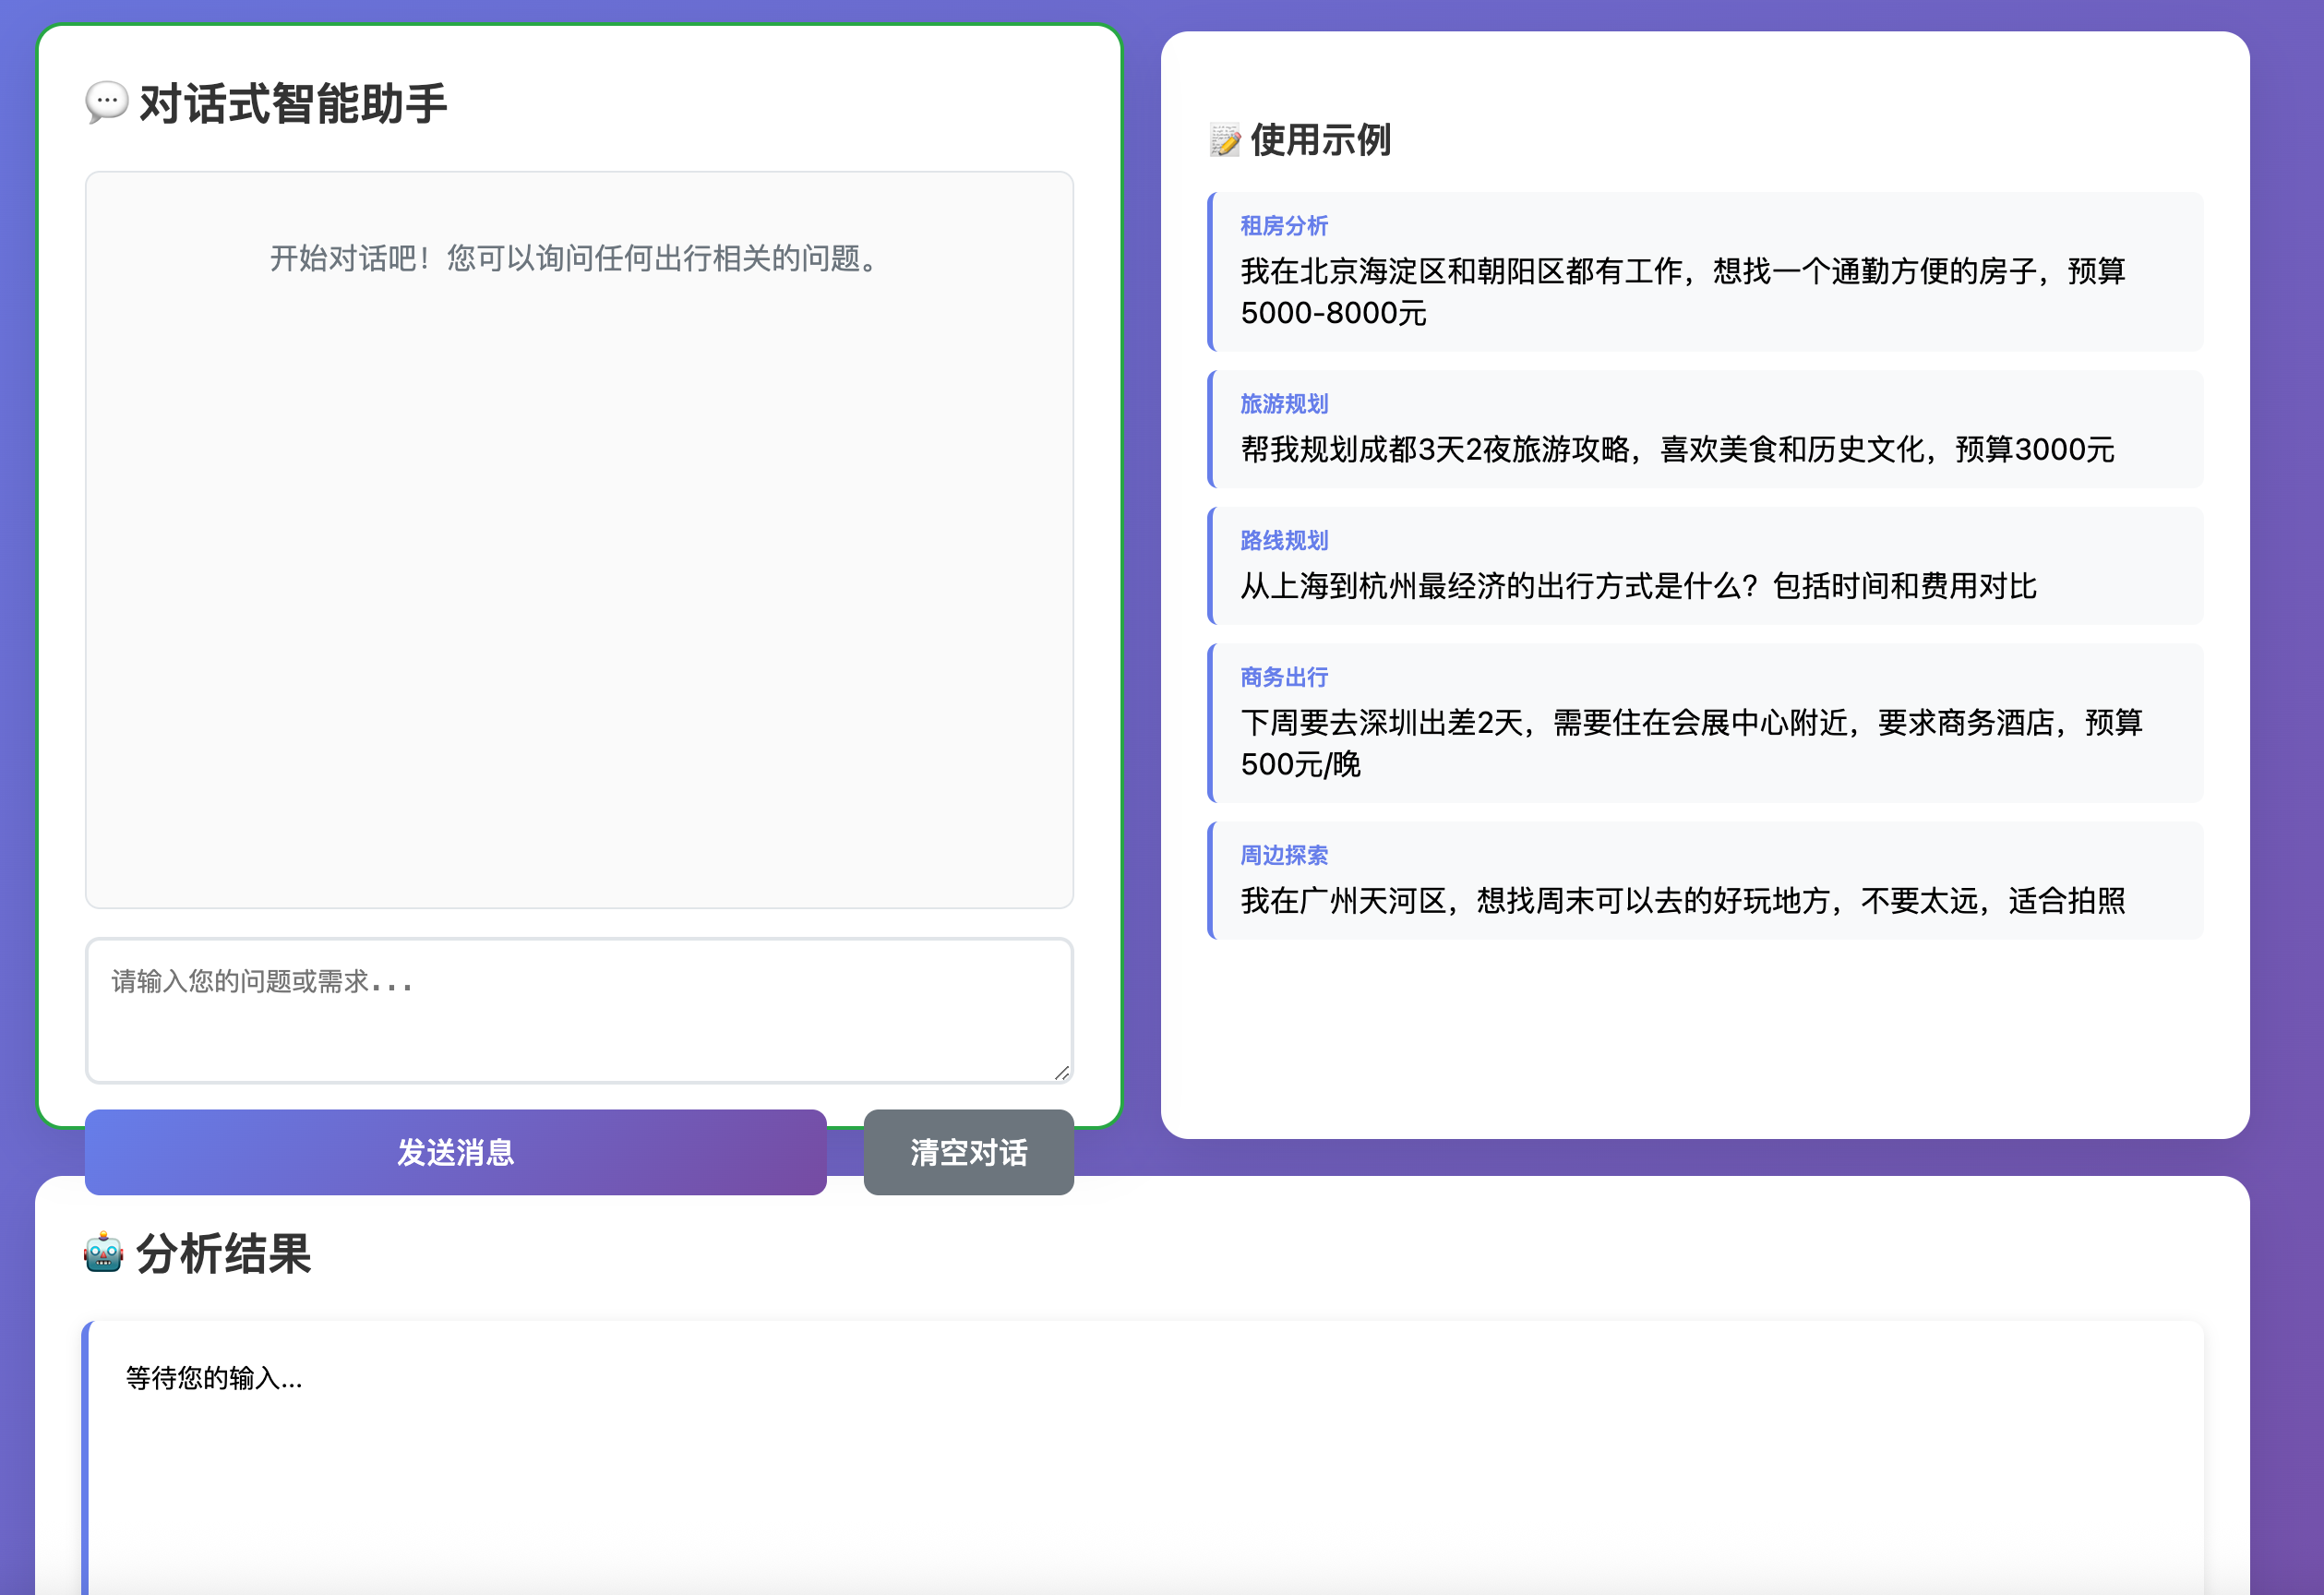 对话式智能助手
开始对话吧！您可以询问任何出行相关的问题。
请输入您的问题或需求...
发送消息
清空对话
使用示例
租房分析
我在北京海淀区和朝阳区都有工作，想找一个通勤方便的房子，预算
5000-8000元
旅游规划
帮我规划成都3天2夜旅游攻略，喜欢美食和历史文化，预算3000元
路线规划
从上海到杭州最经济的出行方式是什么？包括时间和费用对比
商务出行
下周要去深圳出差2天，需要住在会展中心附近，要求商务酒店，预算
500元/晚
周边探索
我在广州天河区，想找周末可以去的好玩地方，不要太远，适合拍照
分析结果
等待您的输入...